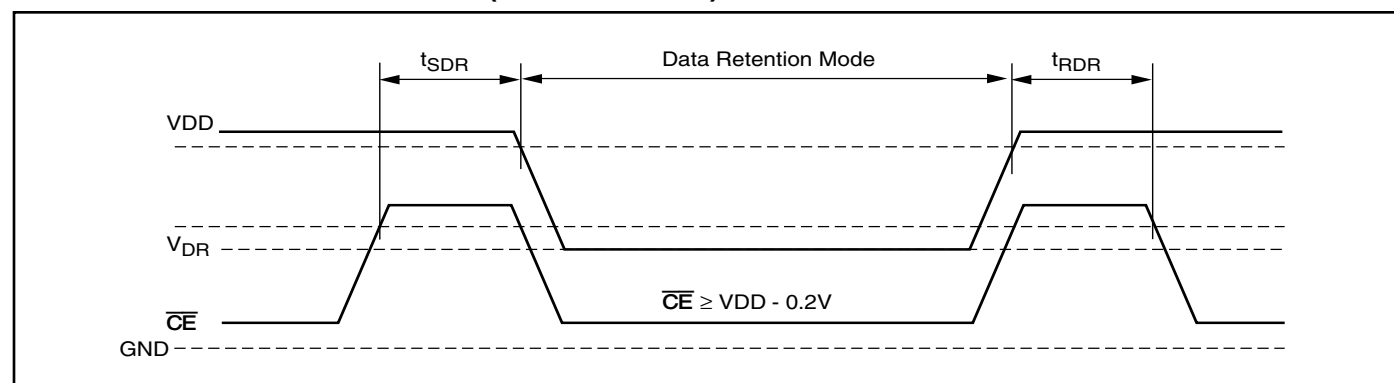 tSDR Data Retention Mode tRDR
VDD
VDR
CE ≥ VDD - 0.2V
CE
GND